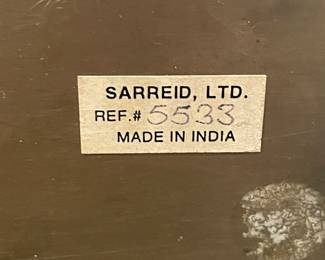 SARREID, LTD.
REF.# 5533
MADE IN INDIA